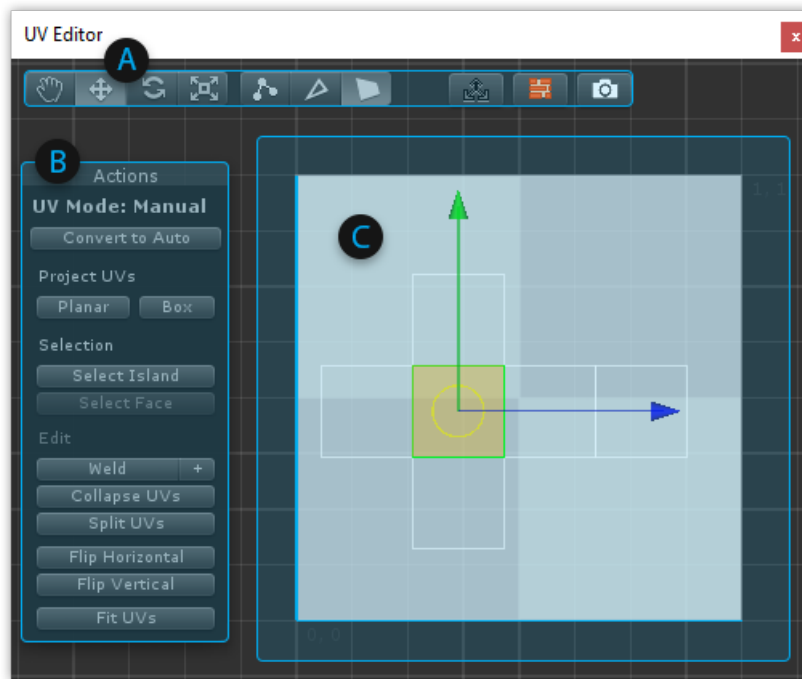 UV Editor
x
A
B
Actions
UV Mode: Manual
Convert to Auto
Project UVs
Planar Box
Selection
Select Island
Select Face
Edit
Weld +
Collapse UVs
Split UVs
Flip Horizontal
Flip Vertical
Fit UVs
C
1, 1
0, 0